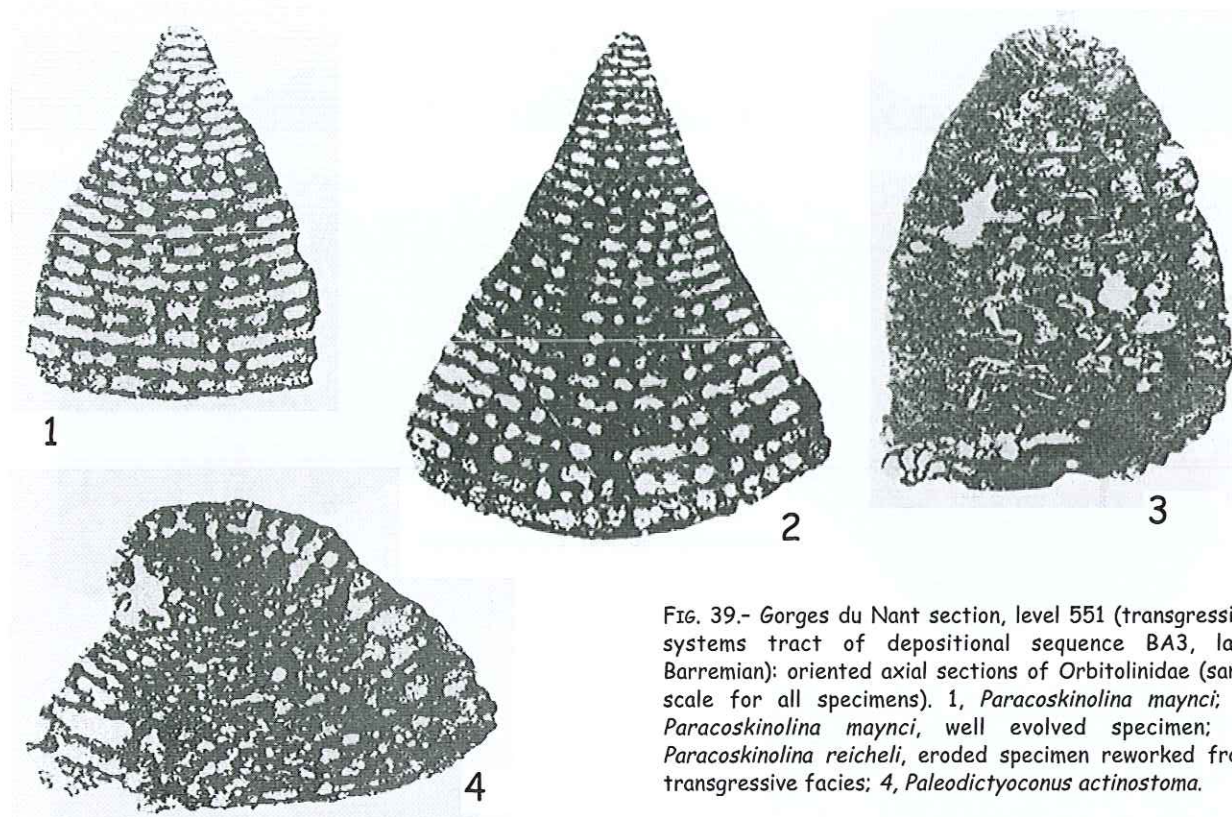 1
2
3
4
FIG. 39.- Gorges du Nant section, level 551 (transgressi
systems tract of depositional sequence BA3, la
Barremian): oriented axial sections of Orbitolinidae (sa
scale for all specimens). 1, Paracoskinolina maynci;
Paracoskinolina maynci, well evolved specimen;
Paracoskinolina reicheli, eroded specimen reworked fro
transgressive facies; 4, Paleodictyoconus actinostoma.